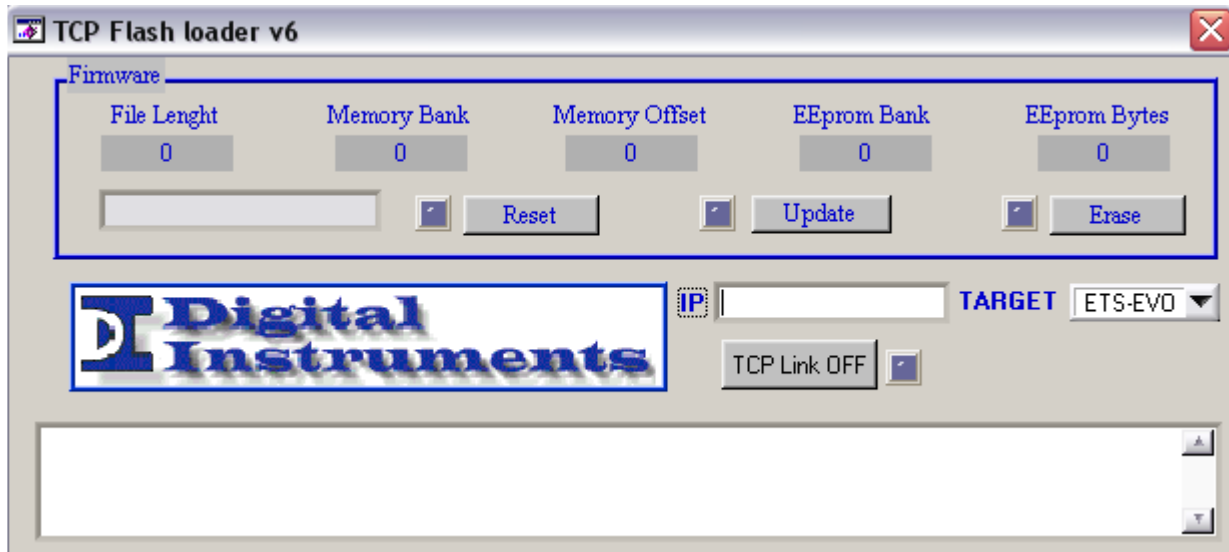 TCP Flash loader v6
Firmware
File Lenght Memory Bank Memory Offset EEprom Bank EEprom Bytes
0 0 0 0 0
Reset Update Erase
DI Digital Instruments
IP TARGET ETS-EVO
TCP Link OFF